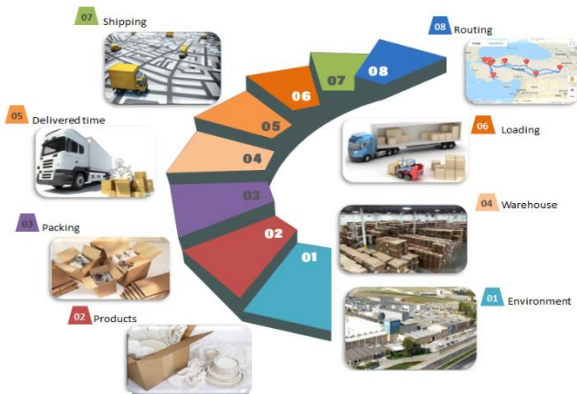 07 Shipping
08 Routing
05 Delivered time
06 Loading
03 Packing
04 Warehouse
02 Products
01 Environment
08
07
06
05
04
03
02
01